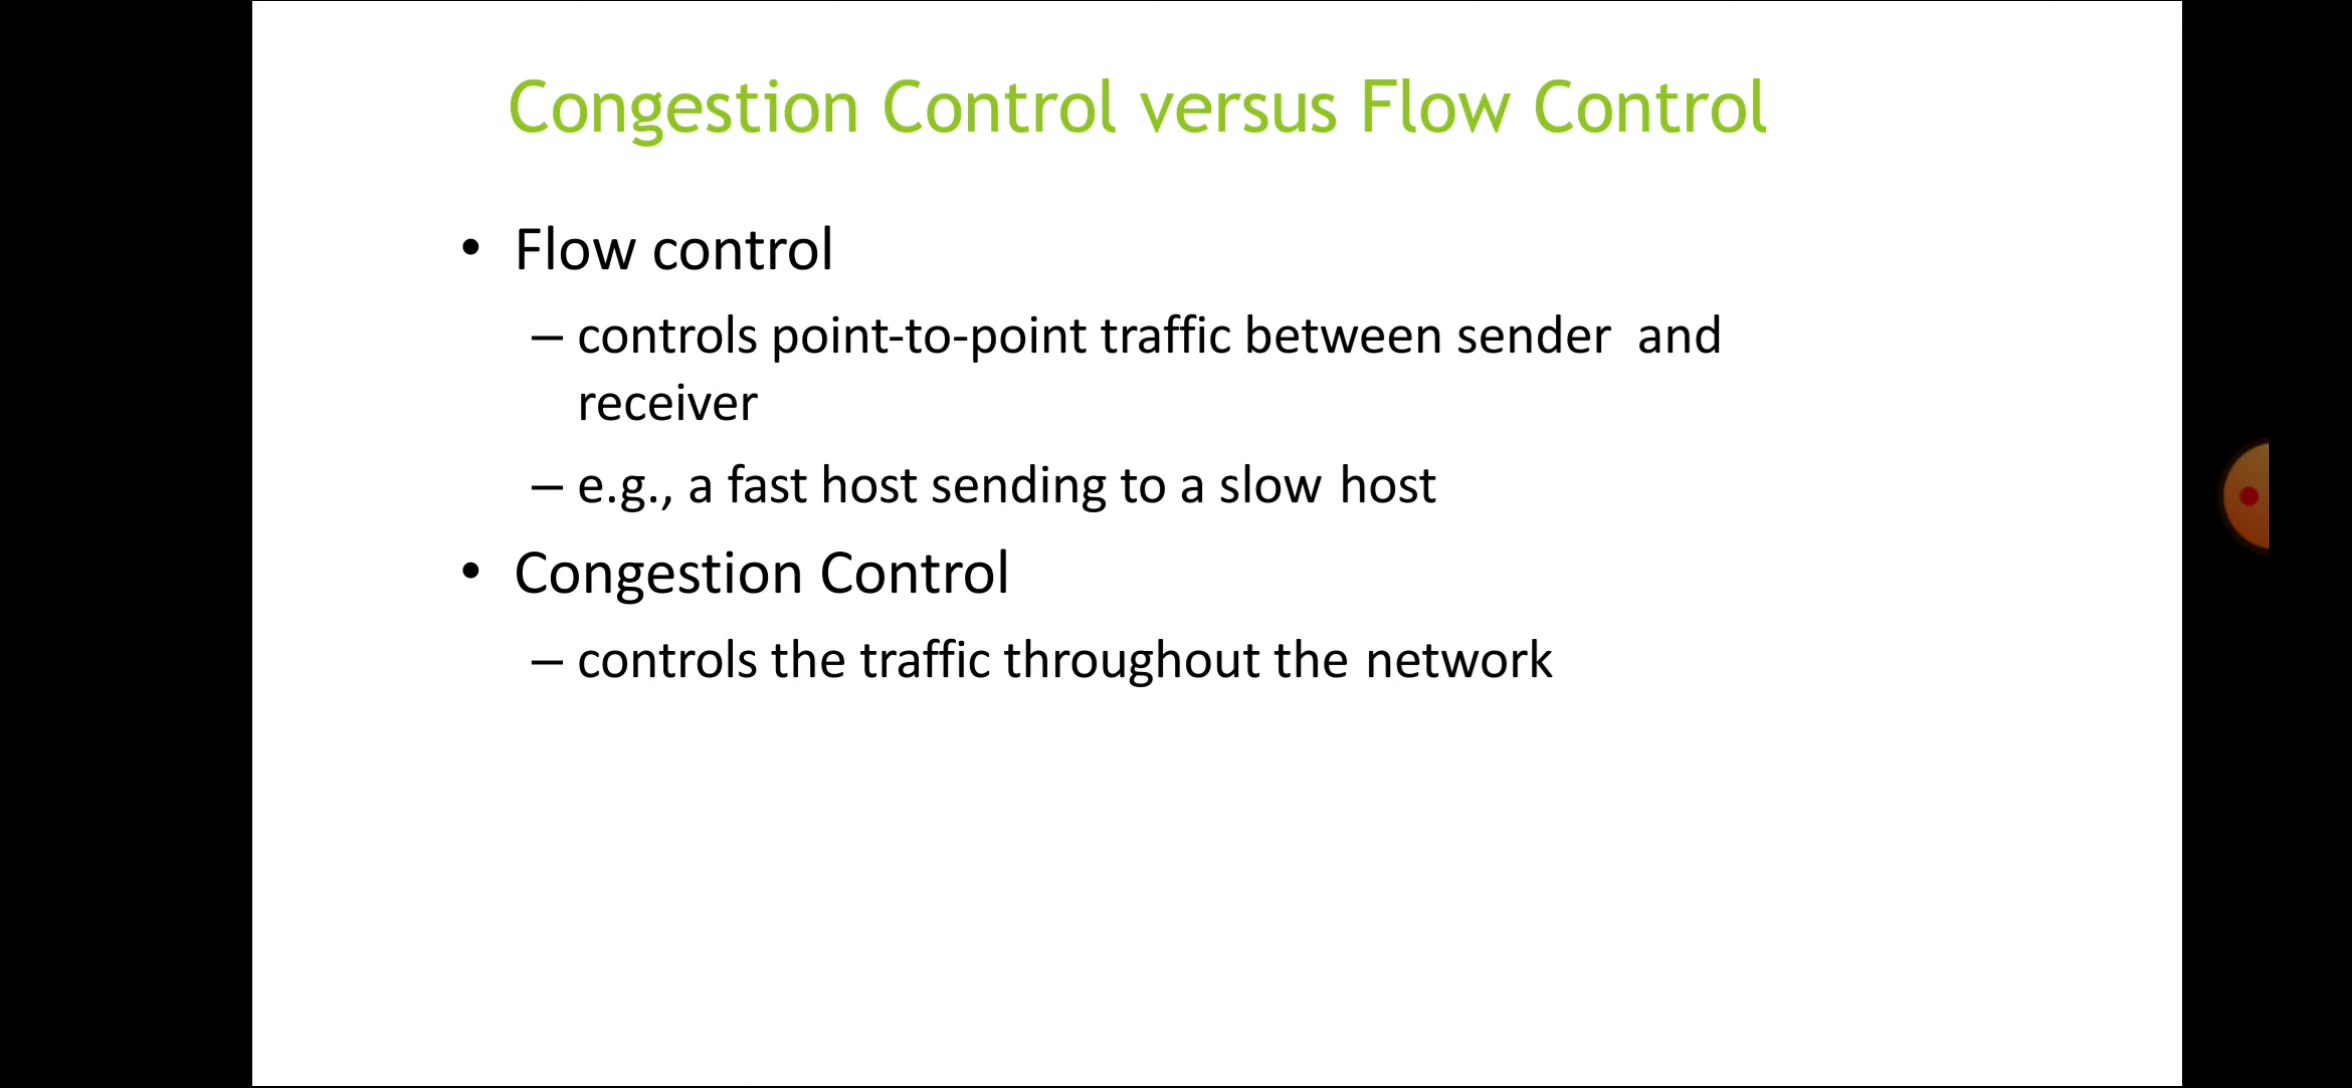 Congestion Control versus Flow Control
• Flow control
– controls point-to-point traffic between sender and
receiver
– e.g., a fast host sending to a slow host
• Congestion Control
– controls the traffic throughout the network